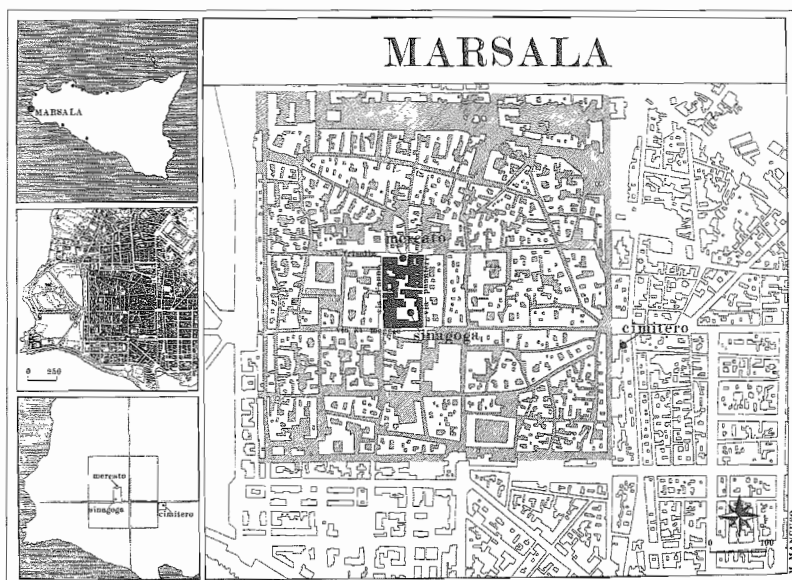 MARSALA
MARSALA
mercato
sinagoga
cimitero
0 250
mercato
sinagoga
cimitero
0 100